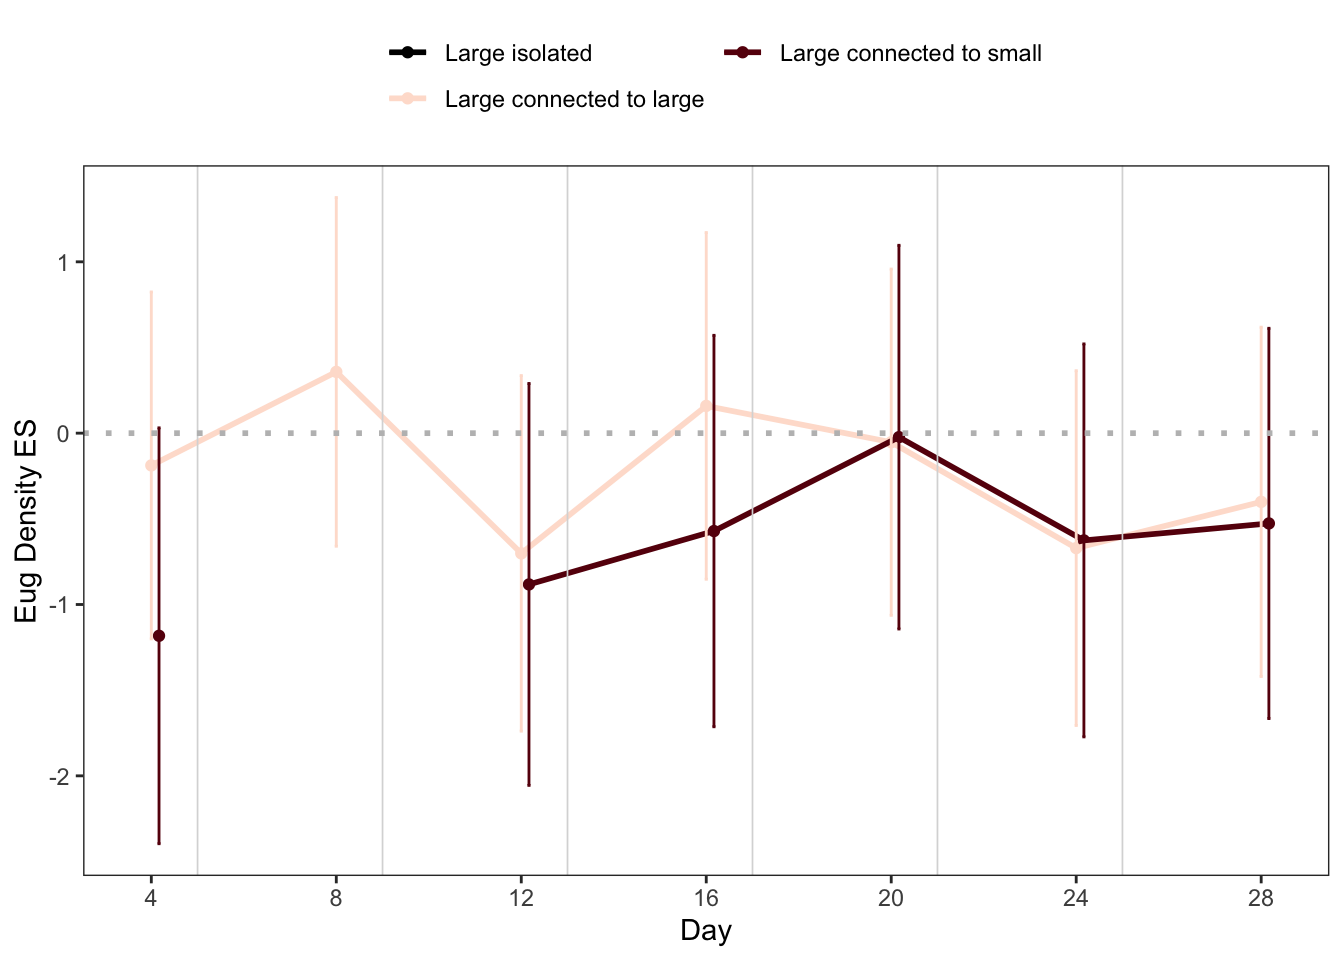 Large isolated
Large connected to small
Large connected to large
Eug Density ES
1
0
-1
-2
4 8 12 16 20 24 28
Day